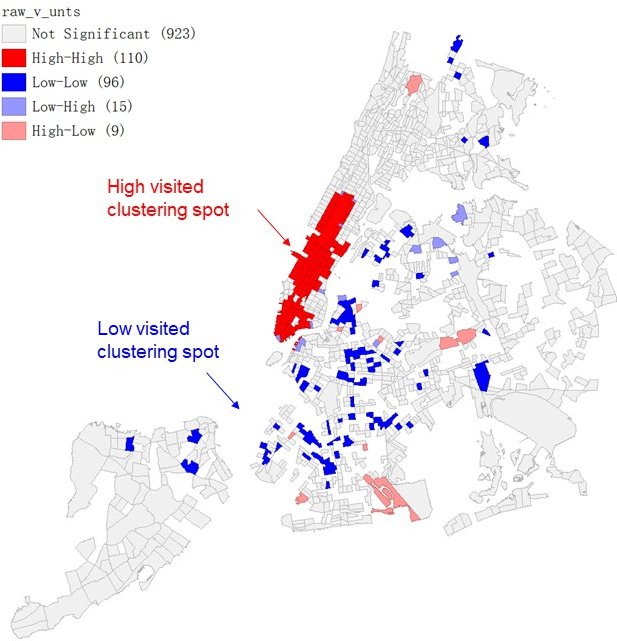 raw_v_unts
Not Significant (923)
High-High (110)
Low-Low (96)
Low-High (15)
High-Low (9)
High visited
clustering spot
Low visited
clustering spot